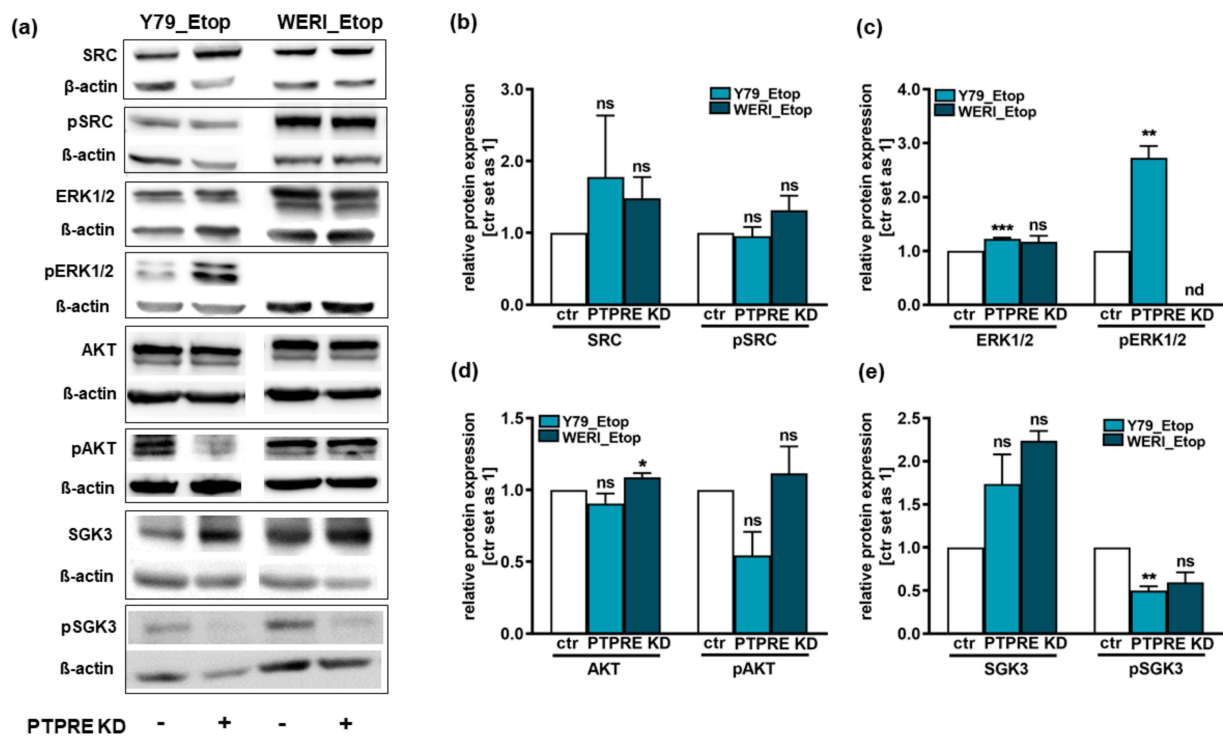 (a)
Y79_Etop WERI_Etop
SRC
ß-actin
pSRC
ß-actin
ERK1/2
ß-actin
pERK1/2
ß-actin
AKT
ß-actin
pAKT
ß-actin
SGK3
ß-actin
pSGK3
ß-actin
PTPRE KD - + - +
(b)
relative protein expression
[ctr set as 1]
3.0
2.0
1.0
0.0
Y79_Etop
WERI_Etop
ns
ns
ns
ns
ctr PTPRE KD ctr PTPRE KD
SRC pSRC
(c)
relative protein expression
[ctr set as 1]
4.0
3.0
2.0
1.0
0.0
Y79_Etop
WERI_Etop
*** ns
**
nd
ctr PTPRE KD ctr PTPRE KD
ERK1/2 pERK1/2
(d)
relative protein expression
[ctr set as 1]
1.5
1.0
0.5
0.0
Y79_Etop
WERI_Etop
ns
*
ns
ns
ctr PTPRE KD ctr PTPRE KD
AKT pAKT
(e)
relative protein expression
[ctr set as 1]
2.5
2.0
1.5
1.0
0.5
0.0
Y79_Etop
WERI_Etop
ns
ns
**
ns
ctr PTPRE KD ctr PTPRE KD
SGK3 pSGK3